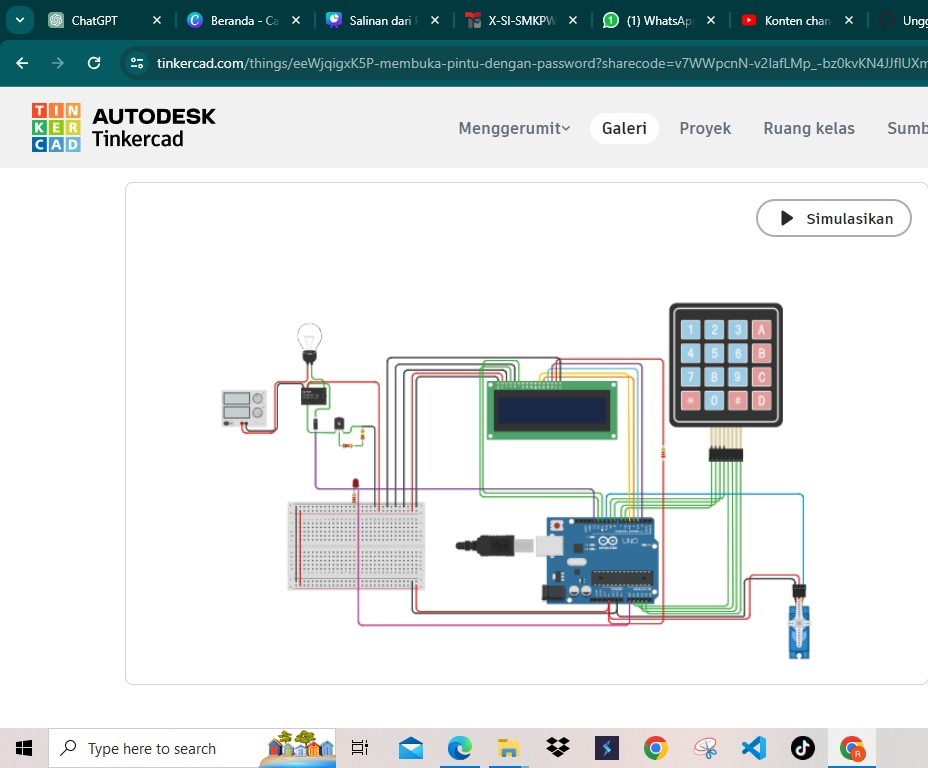 ChatGPT
Beranda - Ca
Salinan dari
X-SI-SMKPW
(1) WhatsAp
Konten chan
Ungg
tinkercad.com/things/eeWjqigxK5P-membuka-pintu-dengan-password?sharecode=v7WWpcnN-v2lafLMp_-bz0kvKN4JJflUXm
TIN
KER
CAD
AUTODESK
Tinkercad
Menggerumit
Galeri
Proyek
Ruang kelas
Sumb
Simulasikan
1 2 3 A
4 5 6 B
7 8 9 C
* 0 # D
UNO
Type here to search
R